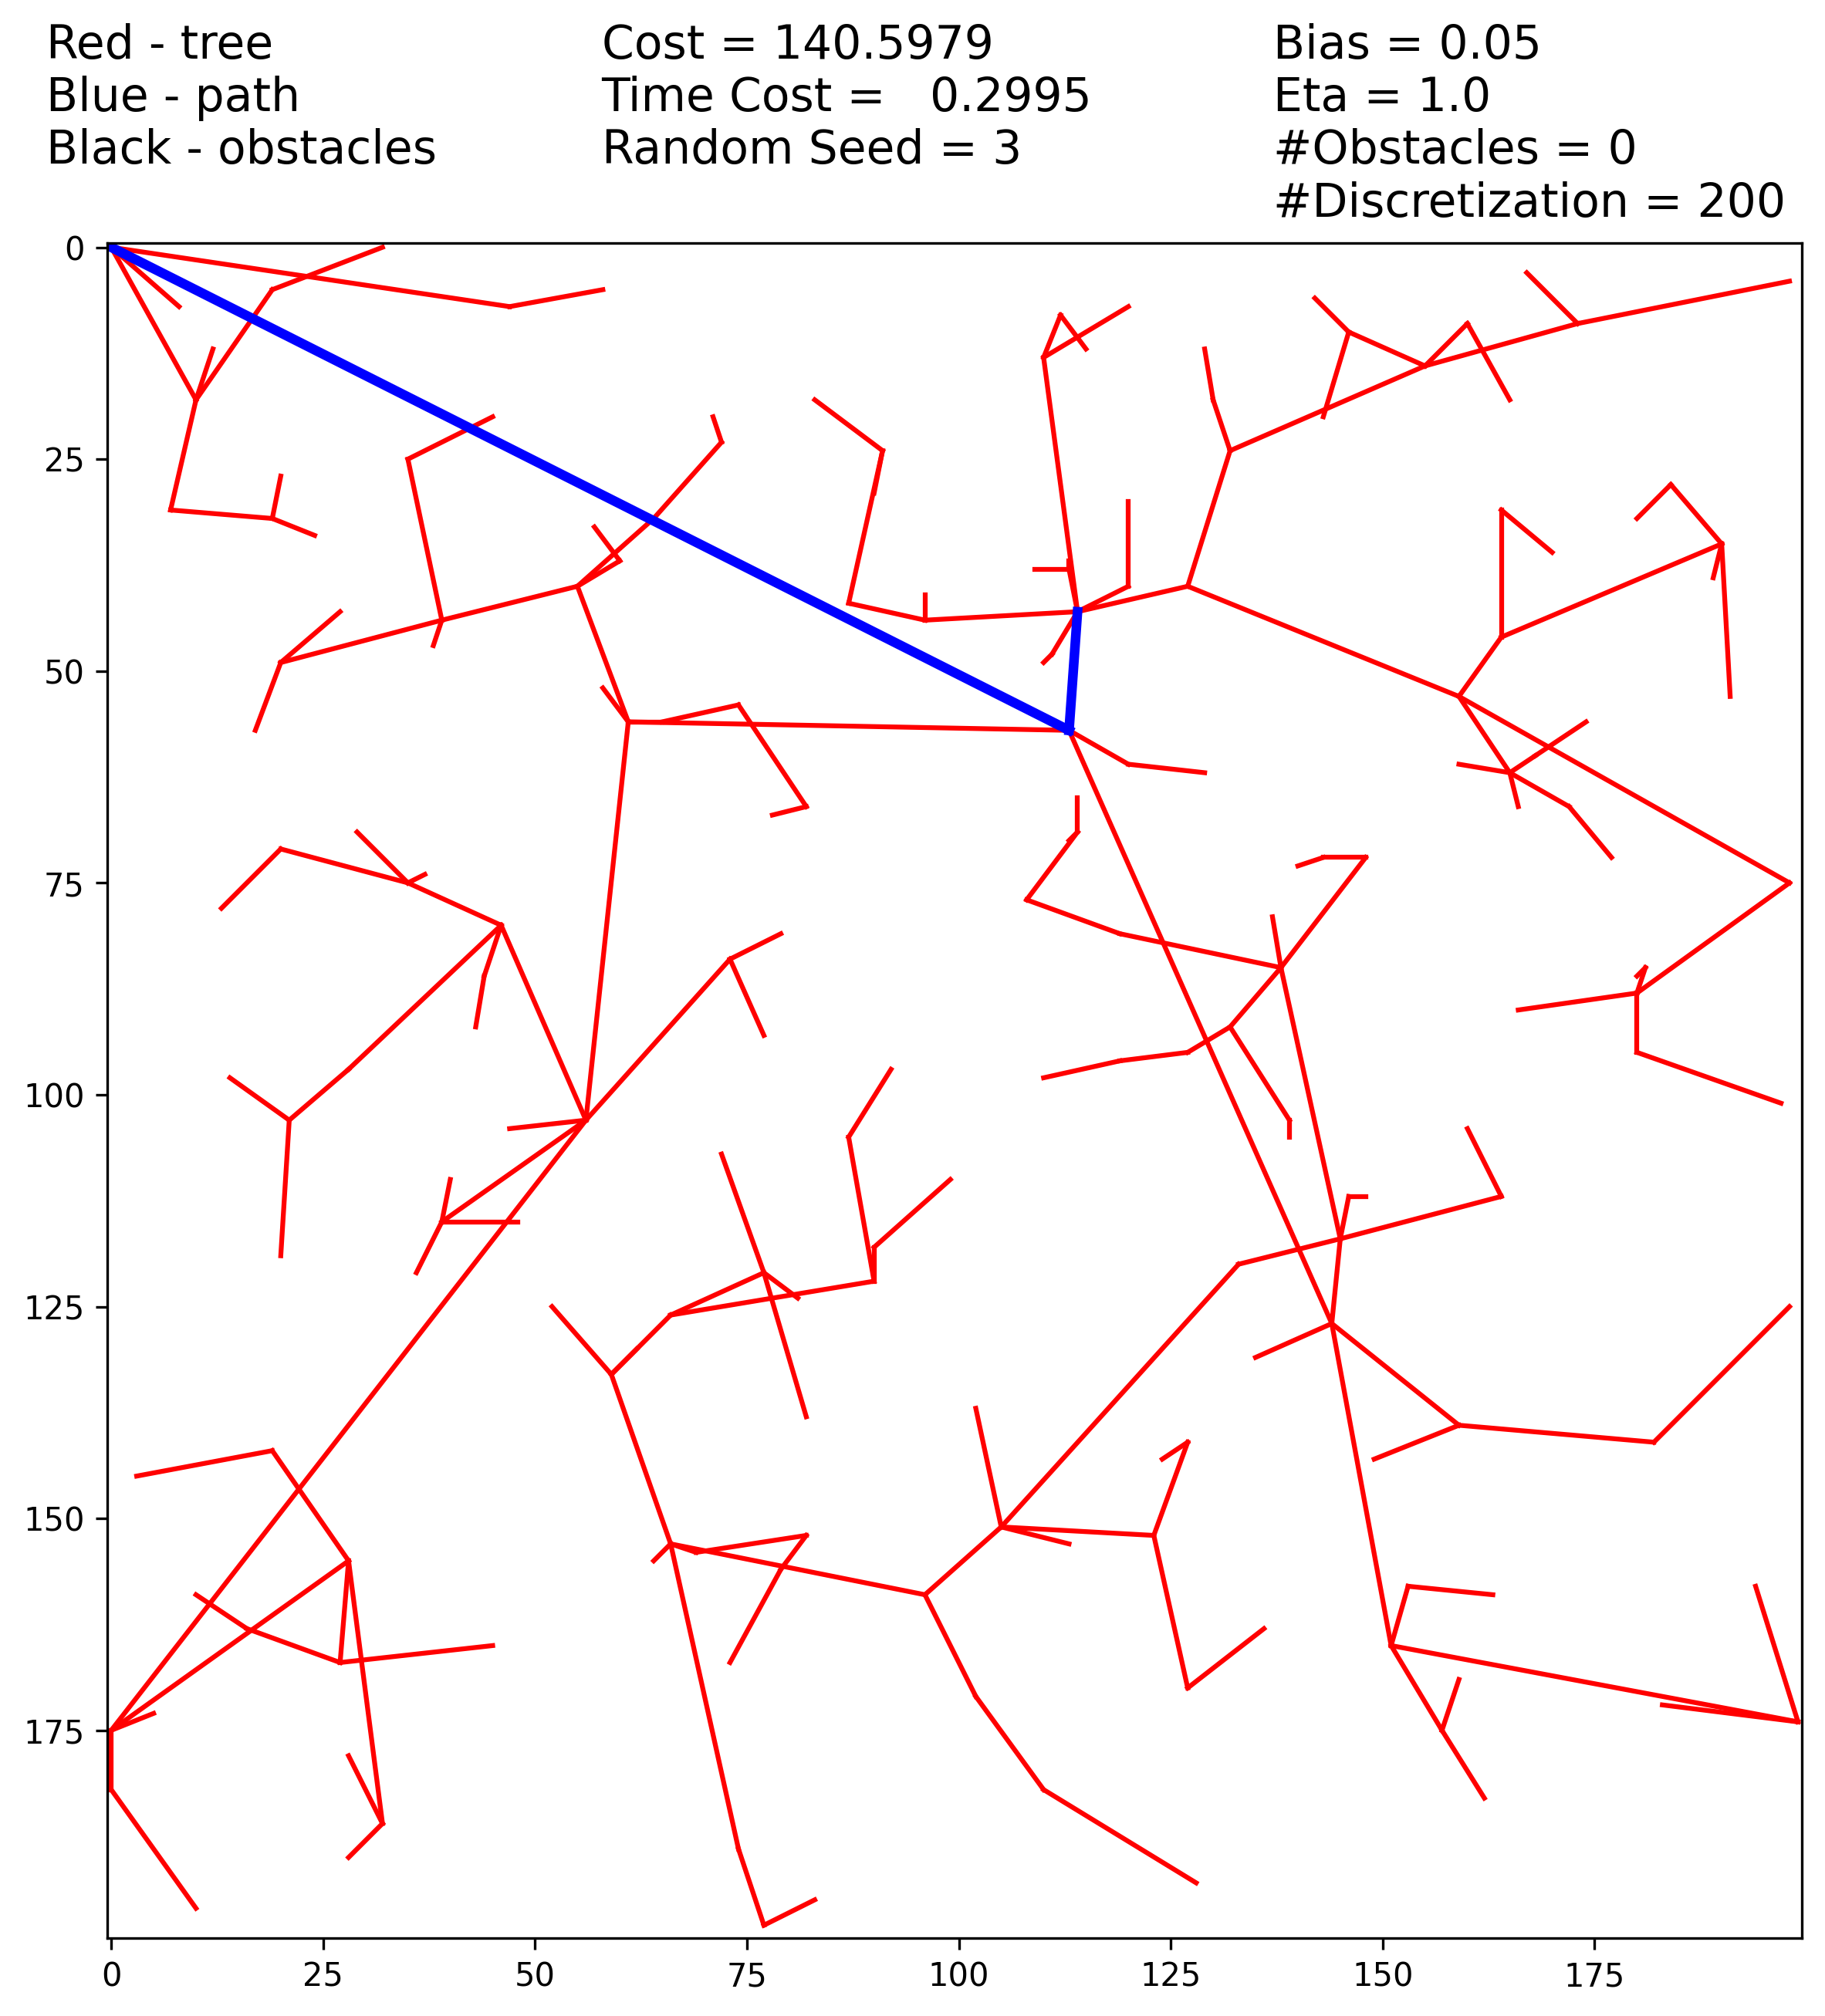 Red - tree
Blue - path
Black - obstacles
Cost = 140.5979
Time Cost =   0.2995
Random Seed = 3
Bias = 0.05
Eta = 1.0
#Obstacles = 0
#Discretization = 200
0
25
50
75
100
125
150
175
0 25 50 75 100 125 150 175